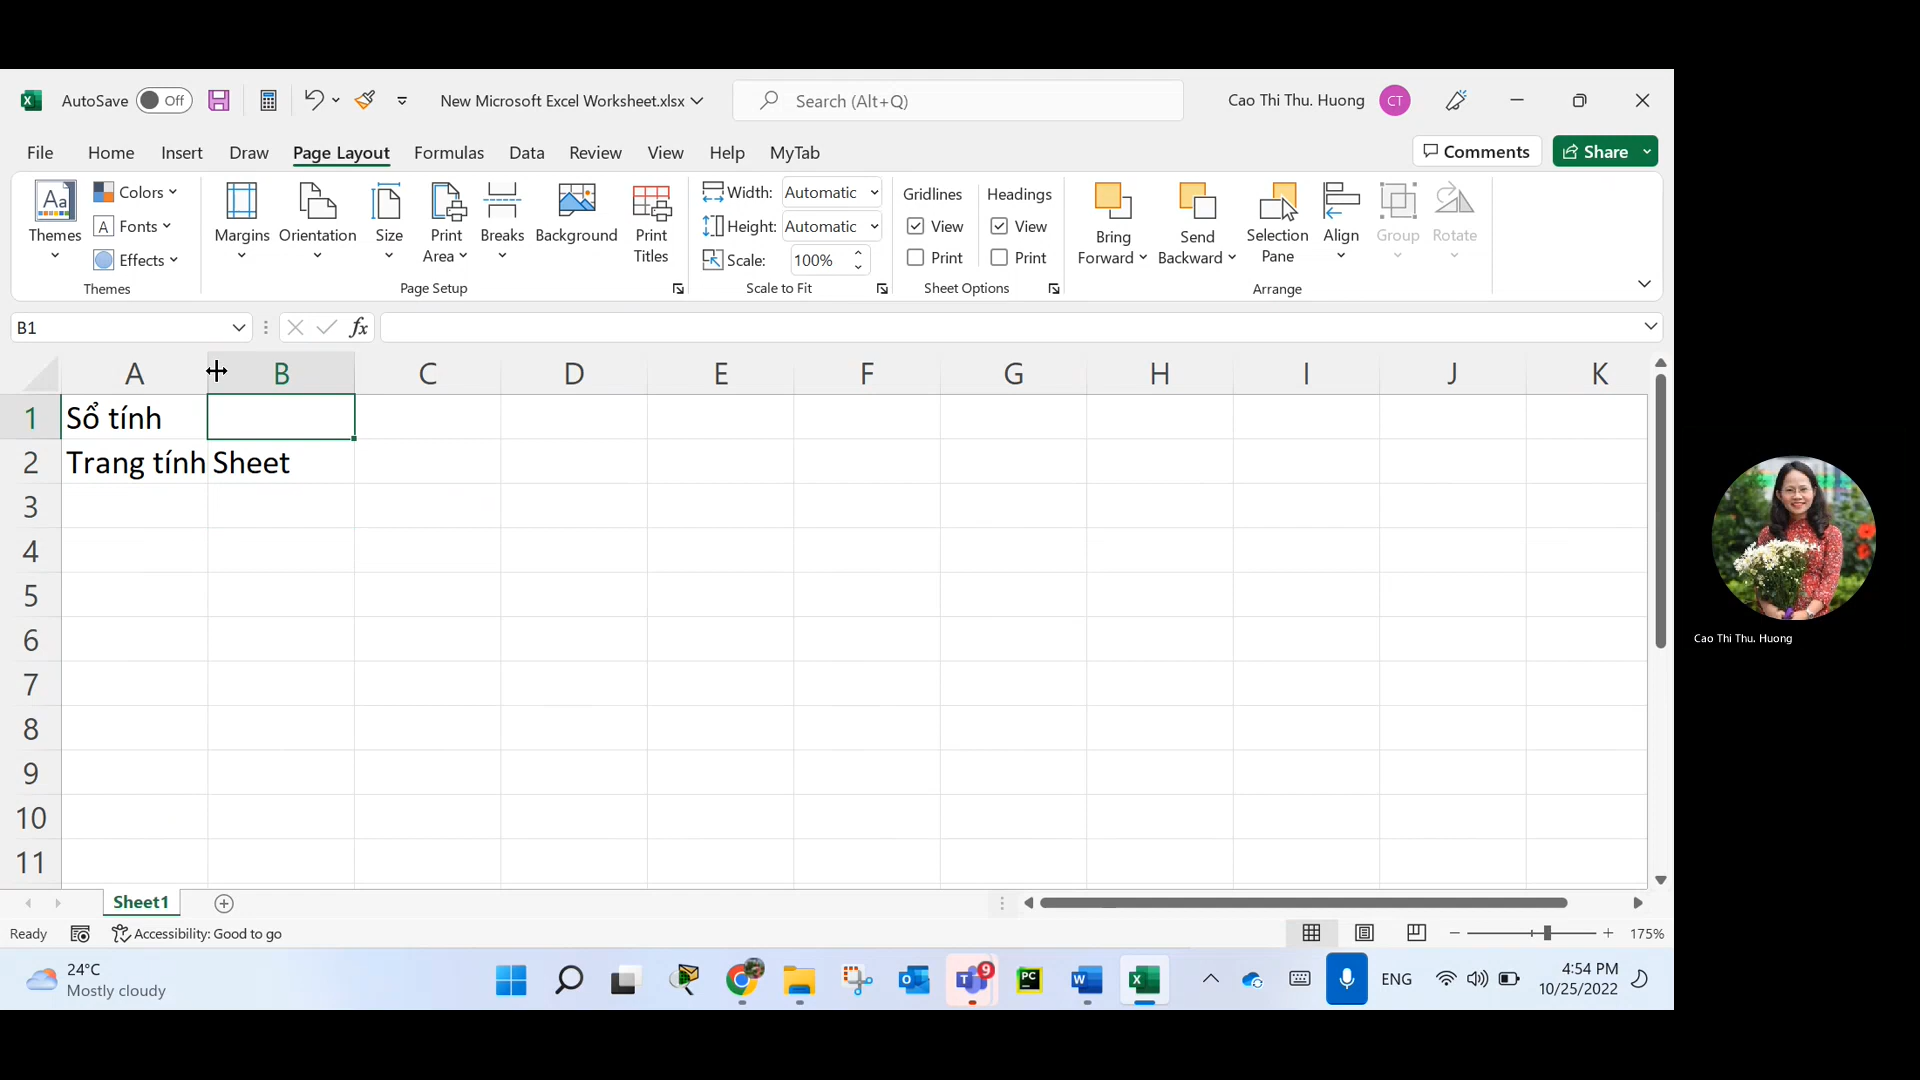 AutoSave Off New Microsoft Excel Worksheet.xlsx Search (Alt+Q) Cao Thi Thu. Huong CT
File Home Insert Draw Page Layout Formulas Data Review View Help MyTab Comments Share
Aa Themes
Colors
A Fonts
Effects
Themes
Margins
Orientation
Size
Print Area
Breaks
Background
Print Titles
Page Setup
Width: Automatic
Height: Automatic
Scale: 100%
Scale to Fit
Gridlines
View
Print
Headings
View
Print
Sheet Options
Bring Forward
Send Backward
Selection Pane
Align
Group
Rotate
Arrange
B1 fx
A B C D E F G H I J K
1 Sổ tính
2 Trang tính Sheet
3
4
5
6
7
8
9
10
11
Sheet1
Ready Accessibility: Good to go 175%
24°C
Mostly cloudy
9
PC
W
ENG
4:54 PM
10/25/2022
Cao Thi Thu. Huong